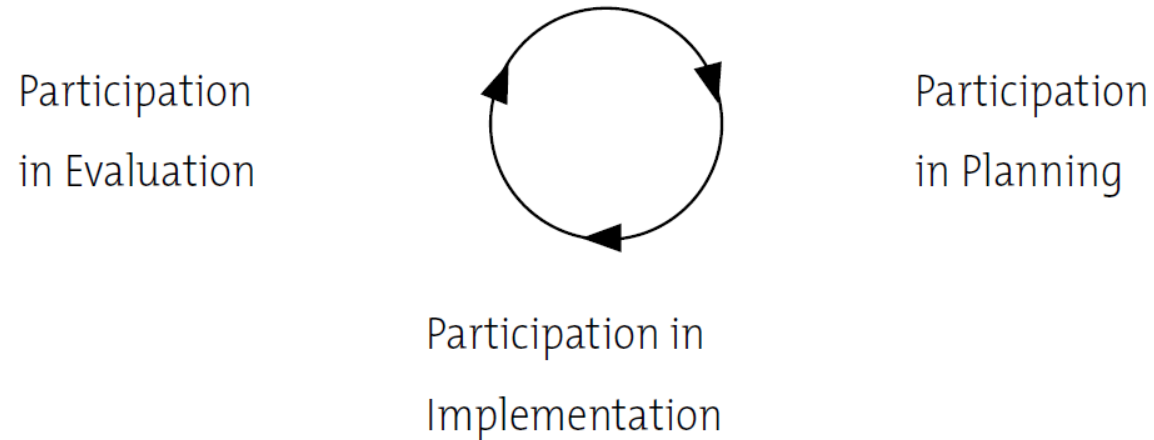 Participation
in Evaluation
Participation
in Planning
Participation in
Implementation